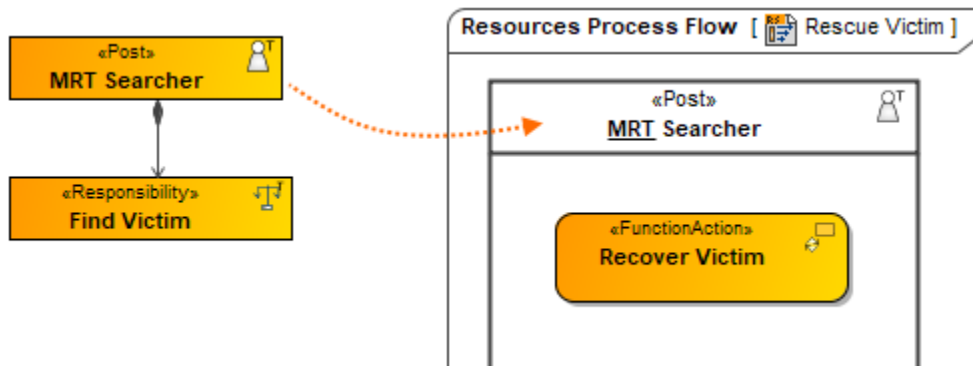 «Post»
MRT Searcher
«Responsibility»
Find Victim
Resources Process Flow [ Rescue Victim ]
«Post»
MRT Searcher
«FunctionAction»
Recover Victim